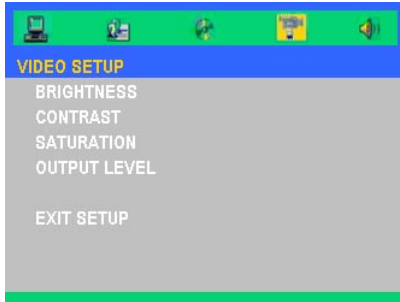 VIDEO SETUP
BRIGHTNESS
CONTRAST
SATURATION
OUTPUT LEVEL
EXIT SETUP